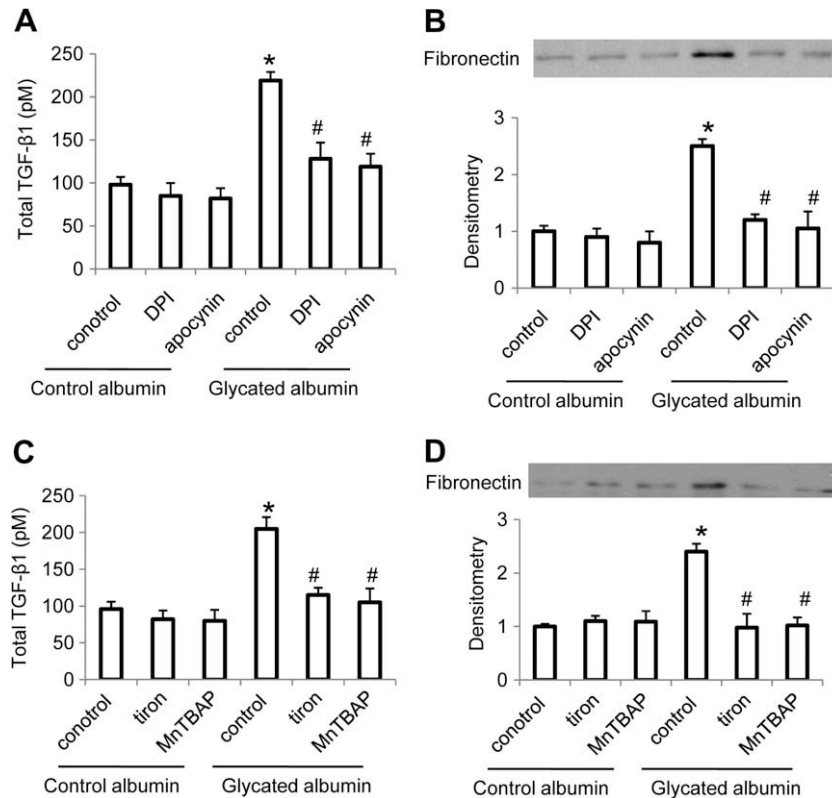 A
Total TGF-β1 (pM)
250
200
150
100
50
0
*
#
#
conotrol
DPI
apocynin
control
DPI
apocynin
Control albumin
Glycated albumin
B
Fibronectin
Densitometry
3
2
1
0
*
#
#
control
DPI
apocynin
control
DPI
apocynin
Control albumin
Glycated albumin
C
Total TGF-β1 (pM)
250
200
150
100
50
0
*
#
#
conotrol
tiron
MnTBAP
control
tiron
MnTBAP
Control albumin
Glycated albumin
D
Fibronectin
Densitometry
3
2
1
0
*
#
#
conotrol
tiron
MnTBAP
control
tiron
MnTBAP
Control albumin
Glycated albumin